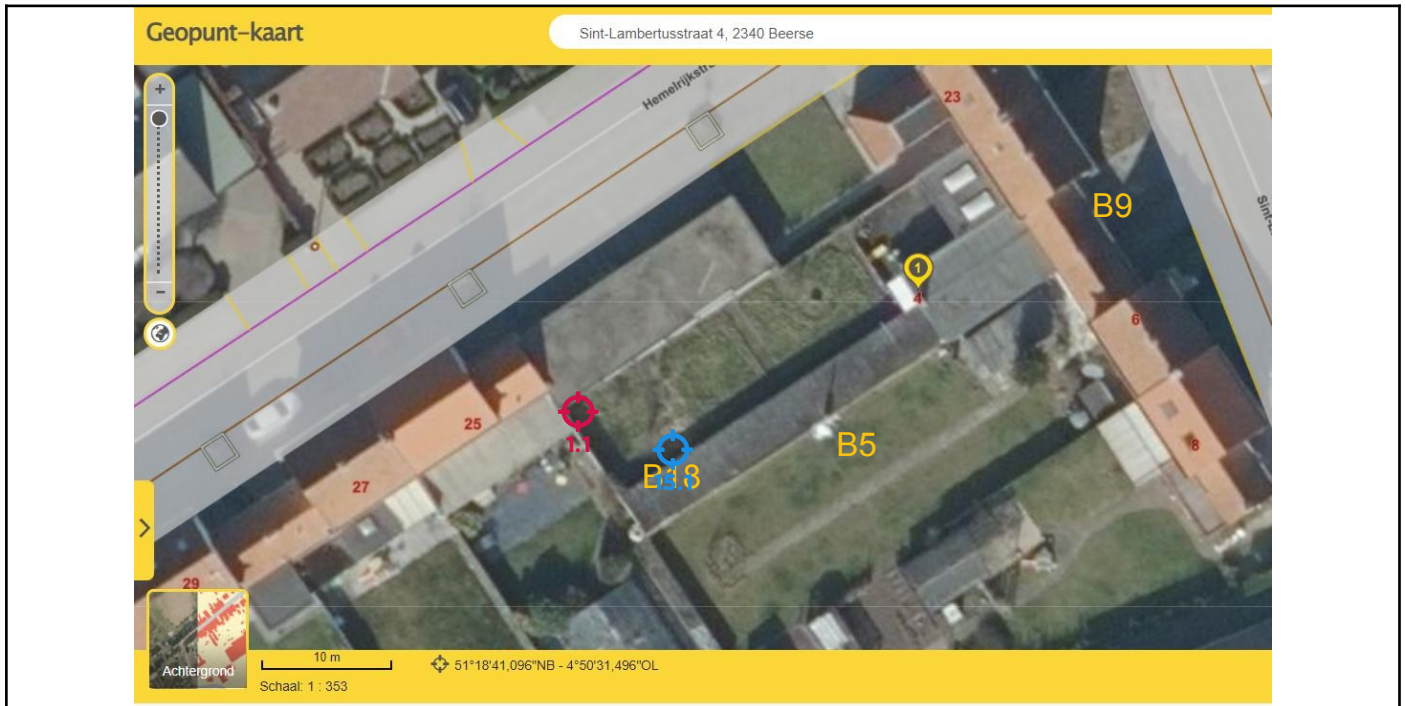 Geopunt-kaart
Sint-Lambertusstraat 4, 2340 Beerse
+
Hemelrijkstr
23
B9
Sint-L
1
4
6
−
25
1.1
B5
8
27
29
Achtergrond
10 m
51°18'41,096"NB - 4°50'31,496"OL
Schaal: 1 : 353